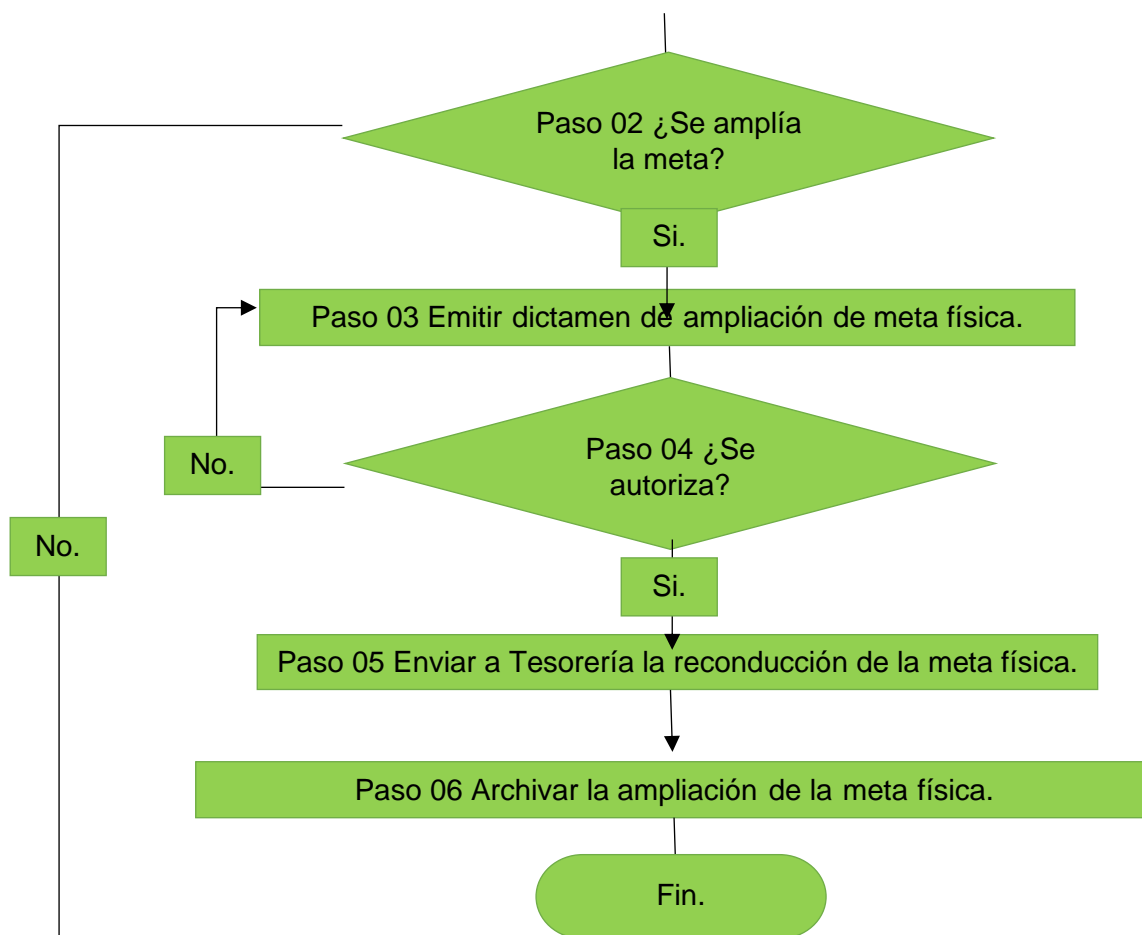 Paso 02 ¿Se amplía
la meta?
Si.
Paso 03 Emitir dictamen de ampliación de meta física.
Paso 04 ¿Se
autoriza?
No.
No.
Si.
Paso 05 Enviar a Tesorería la reconducción de la meta física.
Paso 06 Archivar la ampliación de la meta física.
Fin.